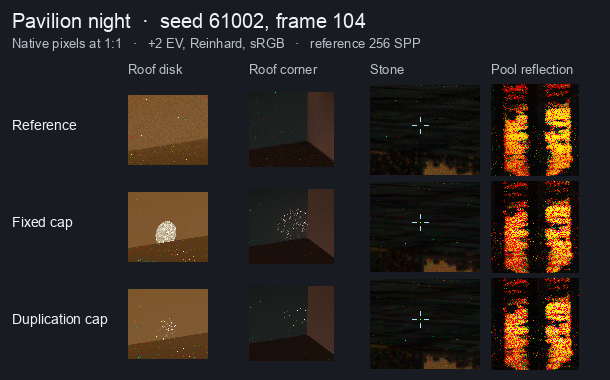 Pavilion night · seed 61002, frame 104
Native pixels at 1:1 · +2 EV, Reinhard, sRGB · reference 256 SPP
Roof disk Roof corner Stone Pool reflection
Reference
Fixed cap
Duplication cap